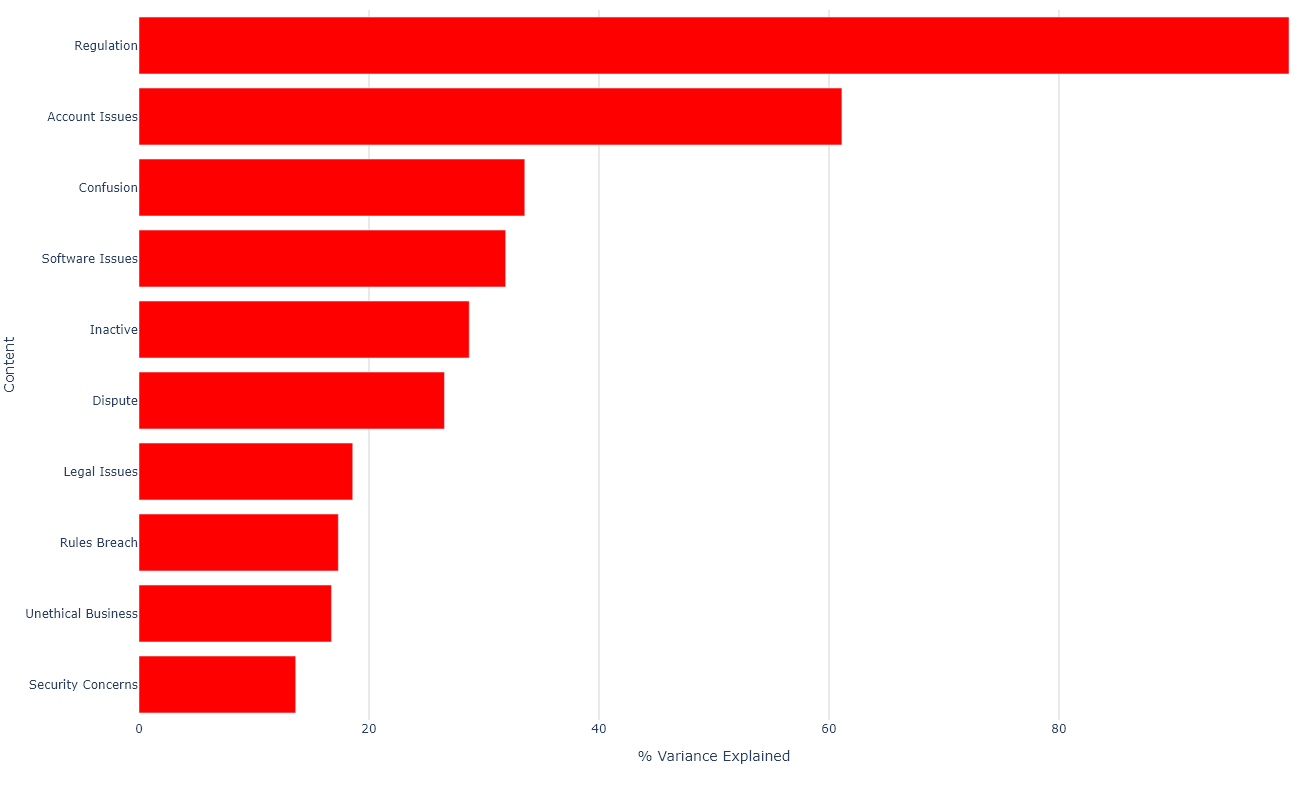 Regulation
Account Issues
Confusion
Software Issues
Inactive
Dispute
Legal Issues
Rules Breach
Unethical Business
Security Concerns
Content
0 20 40 60 80
% Variance Explained